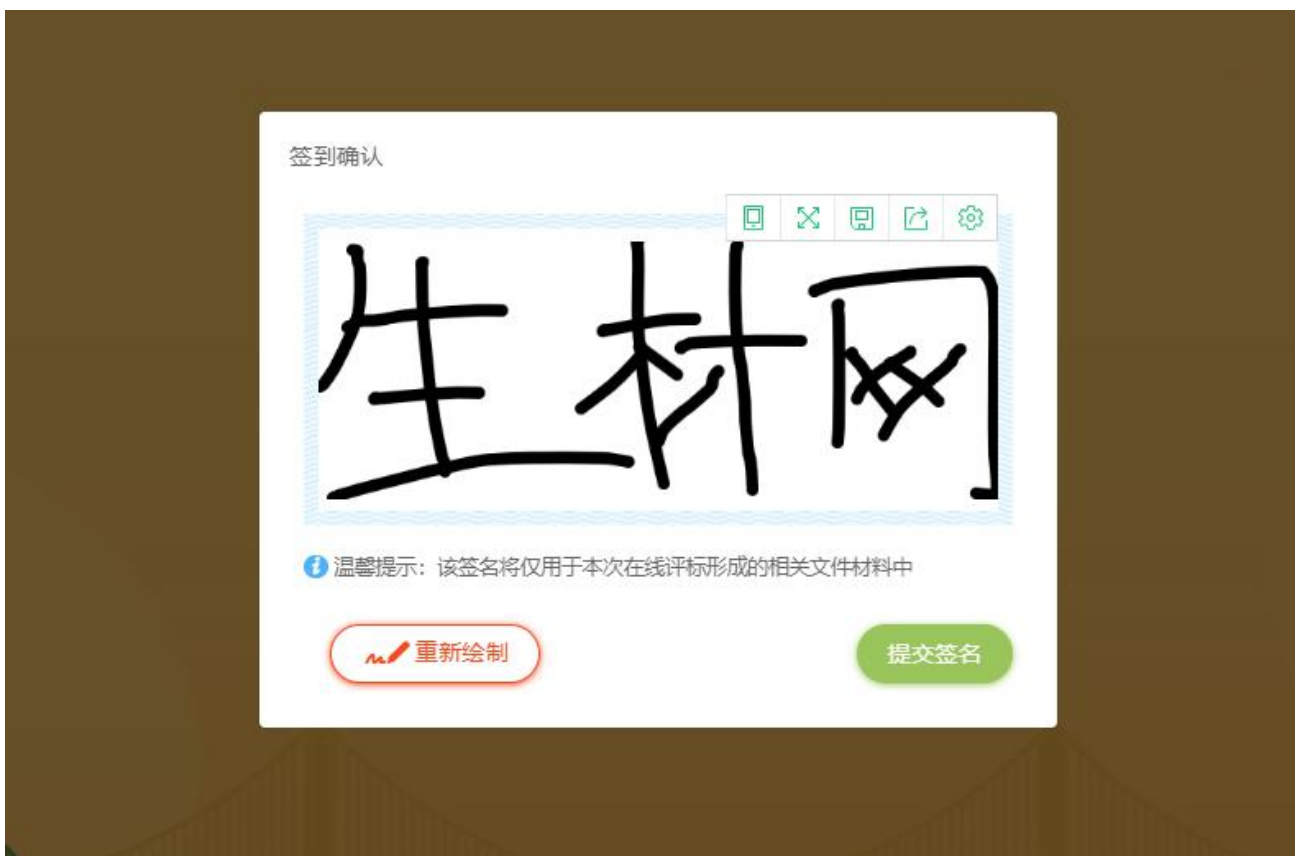 签到确认
生材网
温馨提示：该签名将仅用于本次在线评标形成的相关文件材料中
重新绘制
提交签名